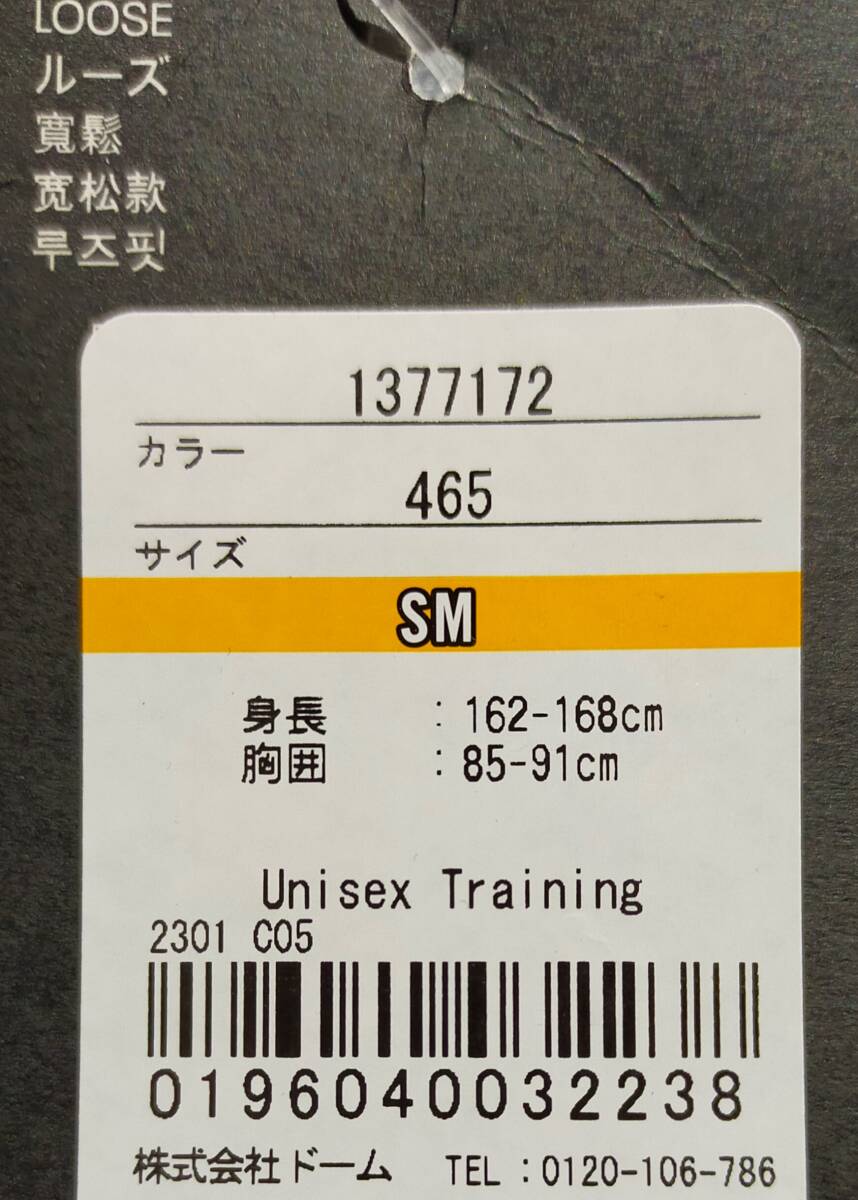 LOOSE
ルーズ
寬鬆
宽松款
루즈핏
1377172
カラー
465
サイズ
SM
身長 : 162-168cm
胸囲 : 85-91cm
Unisex Training
2301 C05
0196040032238
株式会社ドーム TEL : 0120-106-786